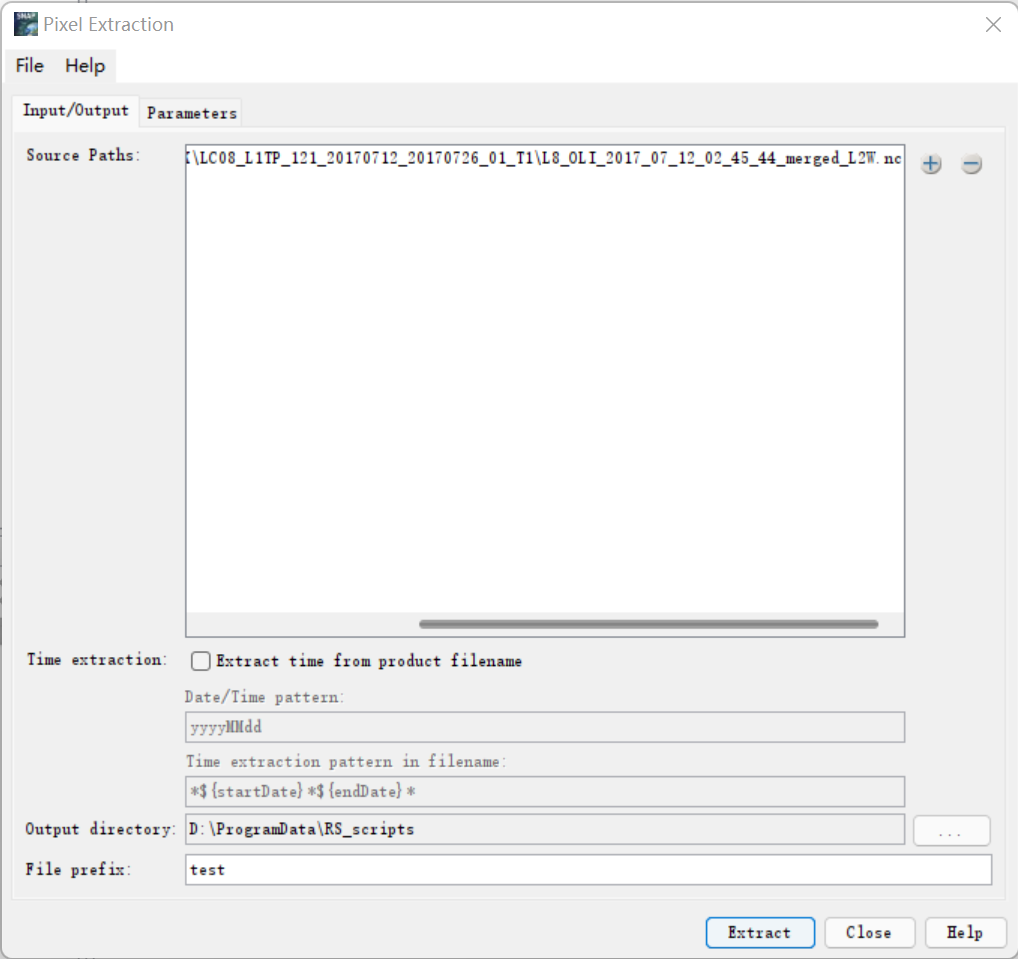 SNAP
Pixel Extraction
File Help
Input/Output Parameters
Source Paths:
\LC08_L1TP_121_20170712_20170726_01_T1\L8_OLI_2017_07_12_02_45_44_merged_L2W.nc
Time extraction:
Extract time from product filename
Date/Time pattern:
yyyyMMdd
Time extraction pattern in filename:
*${startDate}*${endDate}*
Output directory: D:\ProgramData\RS_scripts ...
File prefix: test
Extract Close Help